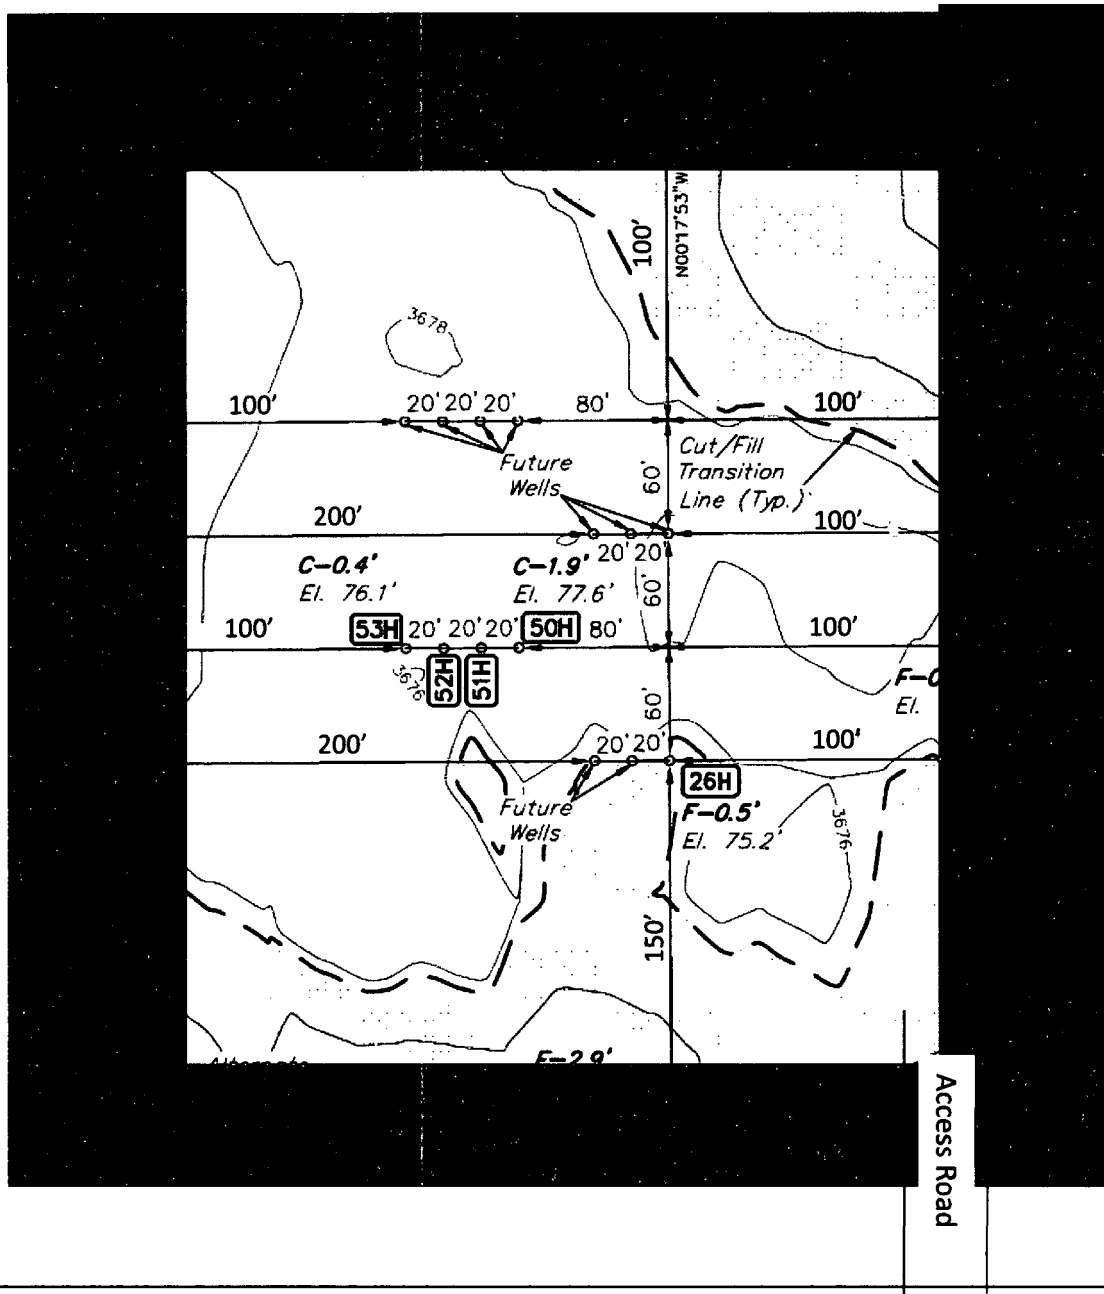 N00°17'53"W
100'
3678
100'
20' 20' 20'
80'
100'
Future
Wells
60'
Cut/Fill
Transition
Line (Typ.)
200'
20' 20'
100'
C-0.4'
El. 76.1'
C-1.9'
El. 77.6'
60'
100'
53H
20' 20' 20'
50H
80'
100'
3676
52H
51H
60'
El.
200'
20' 20'
100'
26H
Future
Wells
F-0.5'
El. 75.2'
3676
150'
F-2.9'
Access Road